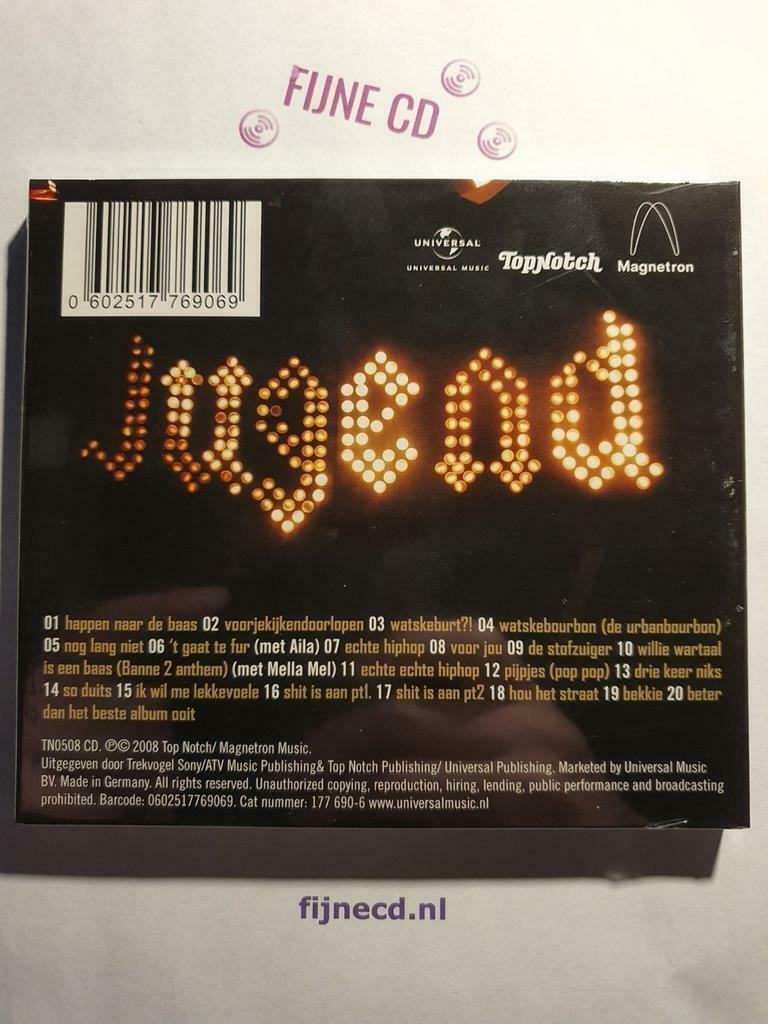 FIJNE CD
0 602517 769069
UNIVERSAL
UNIVERSAL MUSIC
TopNotch
Magnetron
Jugend
01 happen naar de baas 02 voorjekijkendoorlopen 03 watskeburt?! 04 watskebourbon (de urbanbourbon)
05 nog lang niet 06 't gaat te fur (met Aila) 07 echte hiphop 08 voor jou 09 de stofzuiger 10 willie wartaal
is een baas (Banne 2 anthem) (met Mella Mel) 11 echte echte hiphop 12 pijpjes (pop pop) 13 drie keer niks
14 so duits 15 ik wil me lekkevoele 16 shit is aan pt1. 17 shit is aan pt2 18 hou het straat 19 bekkie 20 beter
dan het beste album ooit
TN0508 CD. ℗© 2008 Top Notch/ Magnetron Music.
Uitgegeven door Trekvogel Sony/ATV Music Publishing& Top Notch Publishing/ Universal Publishing. Marketed by Universal Music
BV. Made in Germany. All rights reserved. Unauthorized copying, reproduction, hiring, lending, public performance and broadcasting
prohibited. Barcode: 0602517769069. Cat nummer: 177 690-6 www.universalmusic.nl
fijnecd.nl